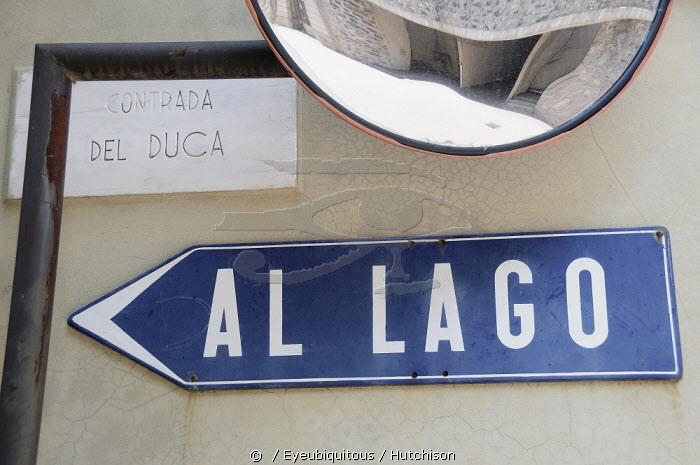 CONTRADA
DEL DUCA
AL LAGO
© / Eyeubiquitous / Hutchison